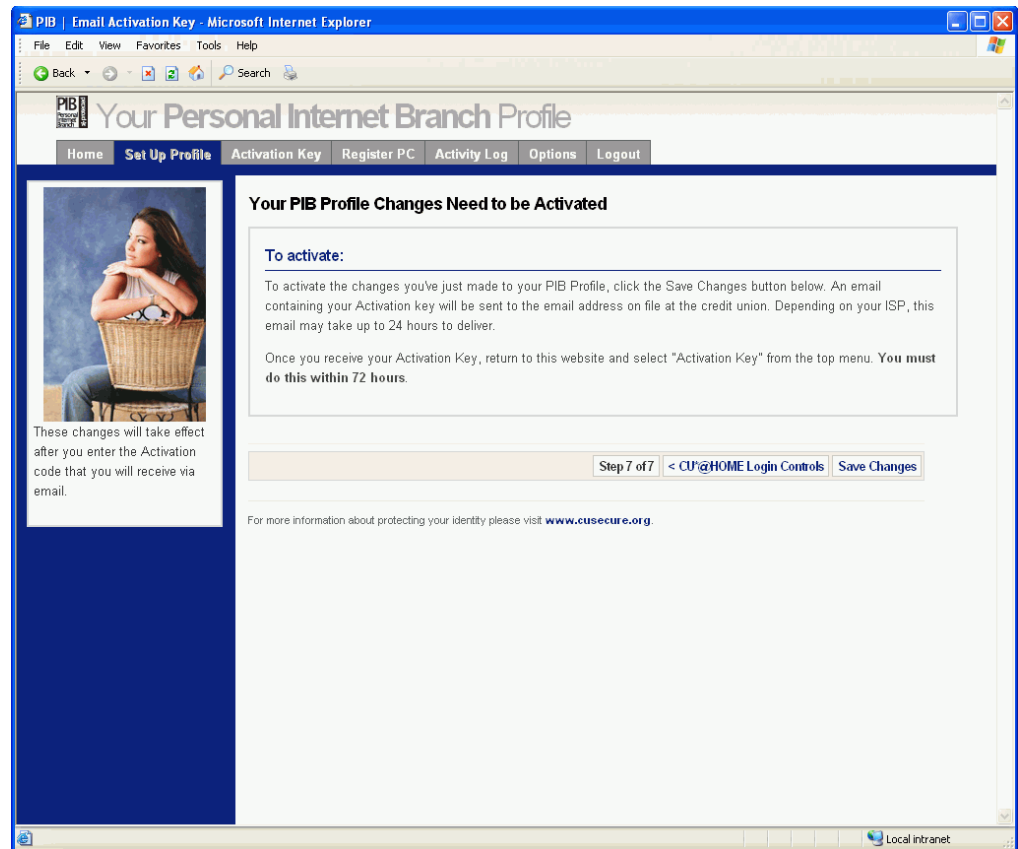 PIB | Email Activation Key - Microsoft Internet Explorer
File Edit View Favorites Tools Help
Back Search
PIB Personal Internet Branch
Your Personal Internet Branch Profile
Home Set Up Profile Activation Key Register PC Activity Log Options Logout
Your PIB Profile Changes Need to be Activated
To activate:
To activate the changes you've just made to your PIB Profile, click the Save Changes button below. An email
containing your Activation key will be sent to the email address on file at the credit union. Depending on your ISP, this
email may take up to 24 hours to deliver.
Once you receive your Activation Key, return to this website and select "Activation Key" from the top menu. You must
do this within 72 hours.
These changes will take effect
after you enter the Activation
code that you will receive via
email.
Step 7 of 7 < CU*@HOME Login Controls Save Changes
For more information about protecting your identity please visit www.cusecure.org.
Local intranet